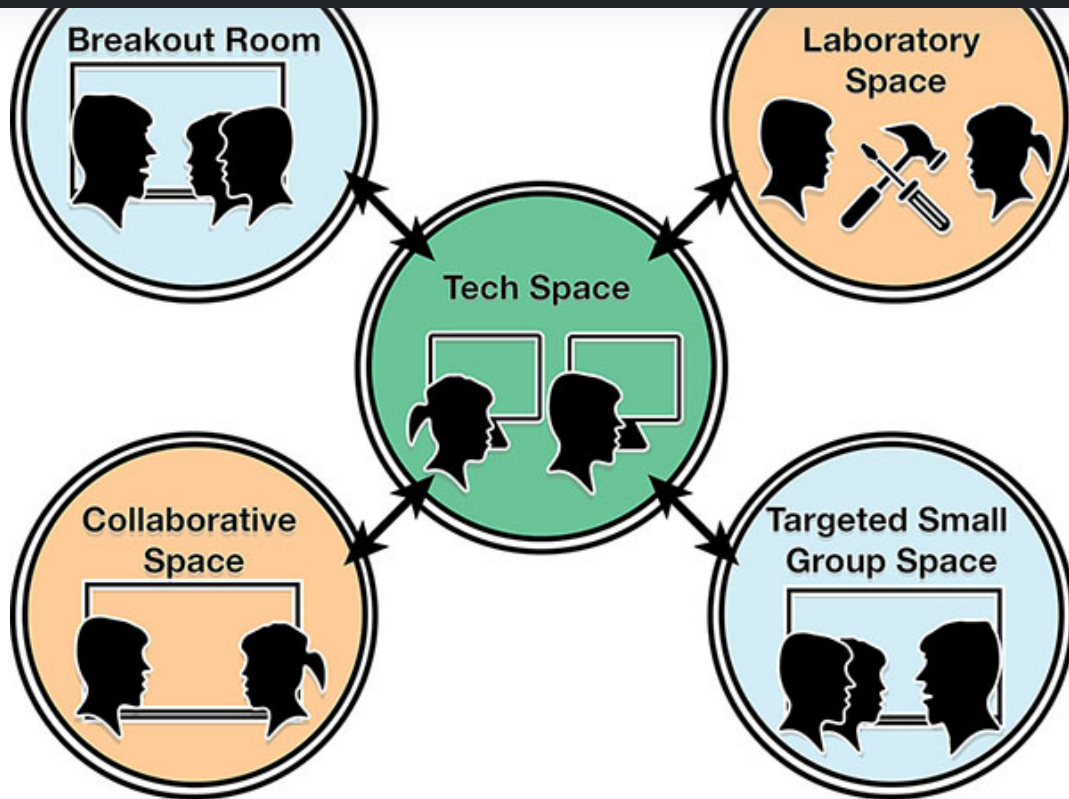 Breakout Room
Laboratory
Space
Tech Space
Collaborative
Space
Targeted Small
Group Space